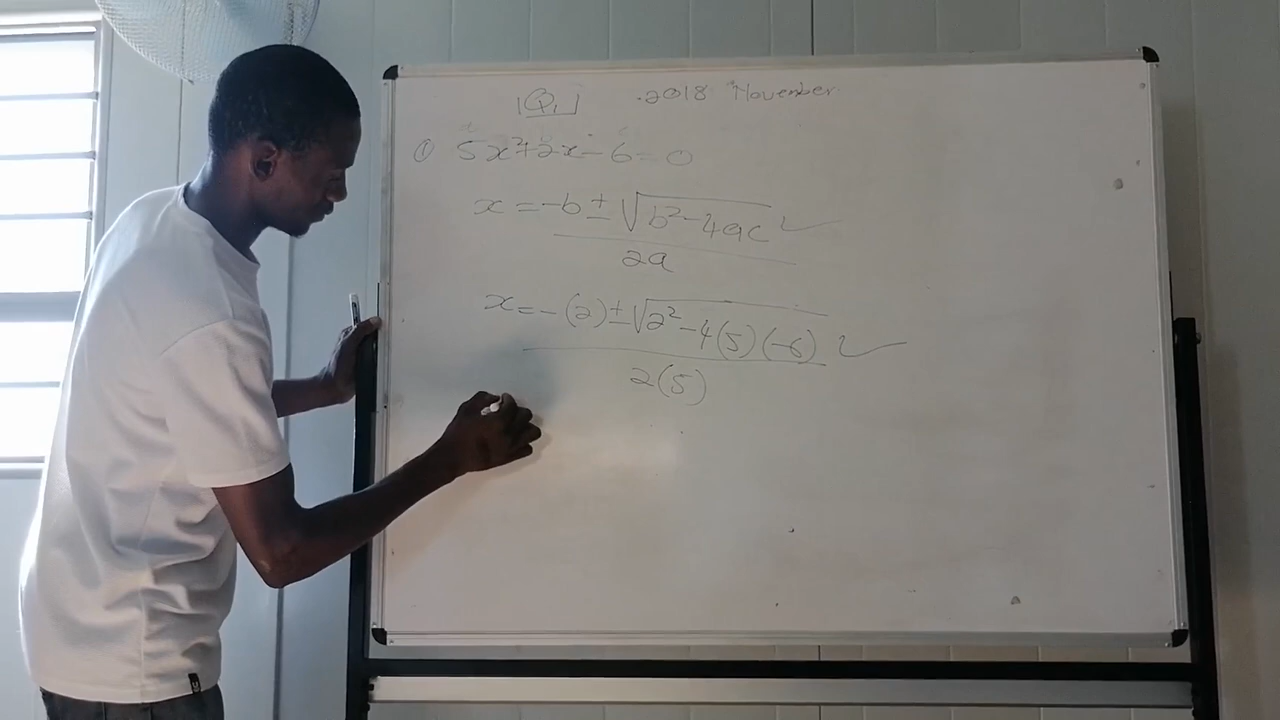 Q1 2018 November
① 5x²+2x-6=0
x = -b ± √b²-4ac ✓
2a
x = -(2) ± √2²-4(5)(-6) ✓
2(5)